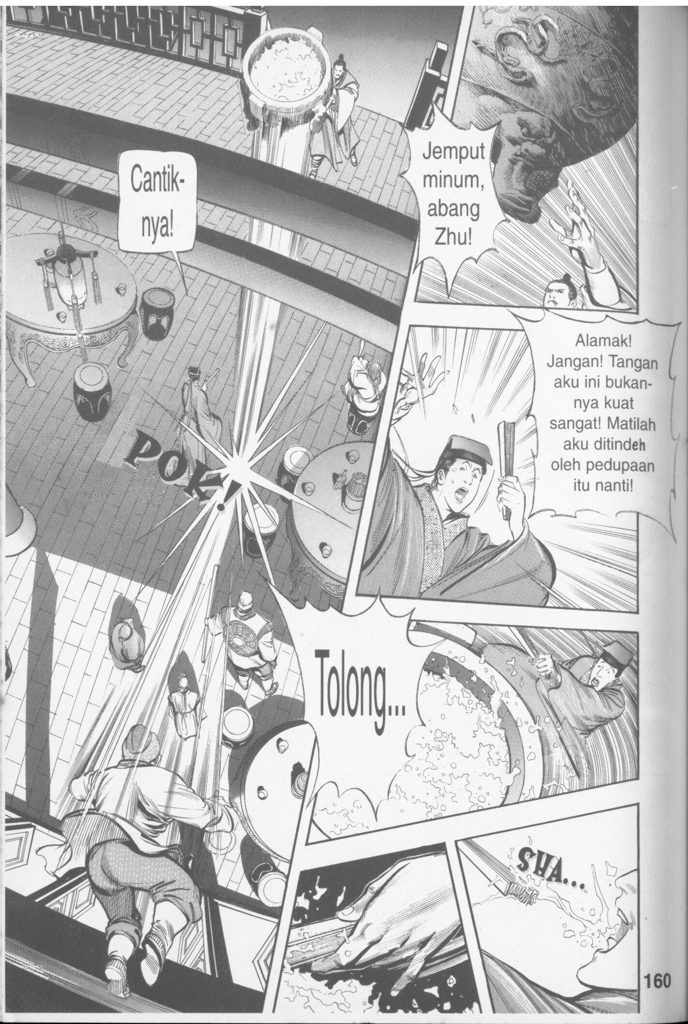 Cantik-
nya!
POK!
Jemput
minum,
abang
Zhu!
Alamak!
Jangan! Tangan
aku ini bukan-
nya kuat
sangat! Matilah
aku ditindeh
oleh pedupaan
itu nanti!
Tolong...
SHA...
160